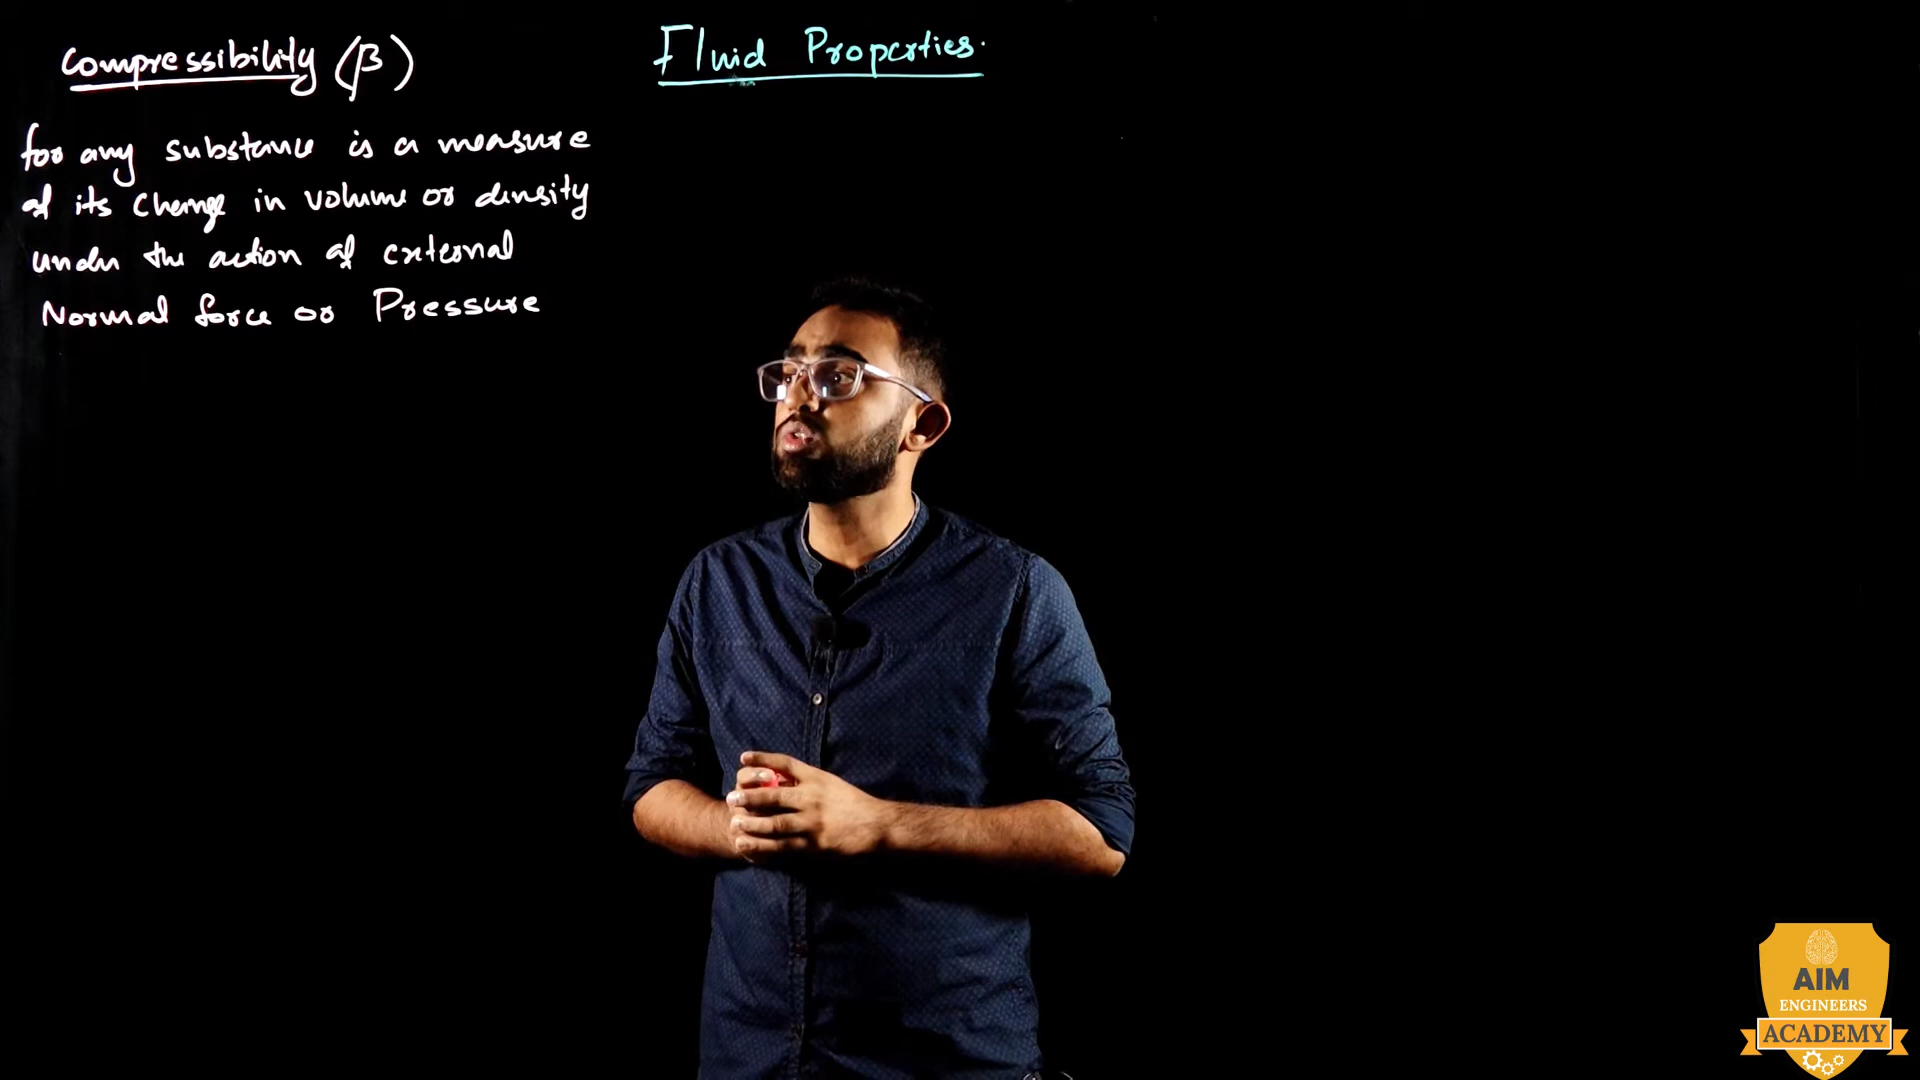 Compressibility (β)
Fluid Properties.
for any substance is a measure
of its change in volume or density
under the action of external
Normal force or Pressure
AIM
ENGINEERS
ACADEMY